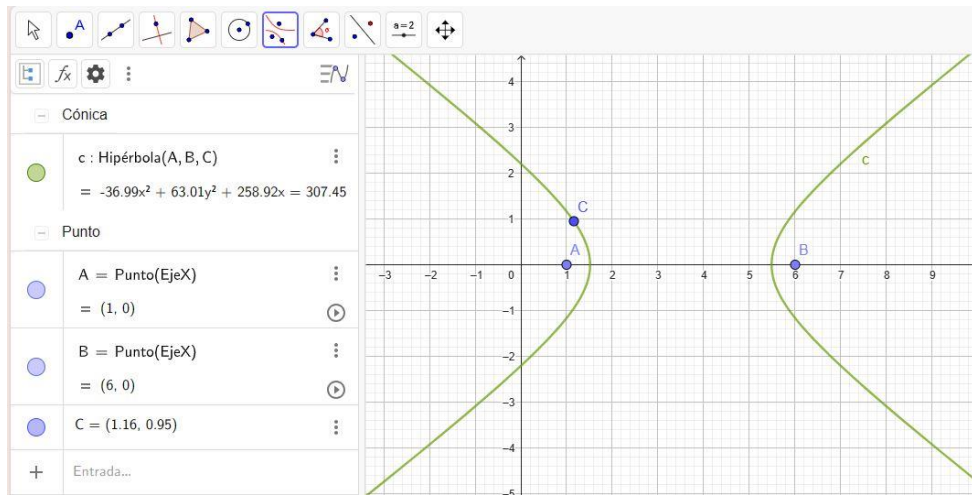 A
a=2
fx
Cónica
c : Hipérbola(A, B, C)
= -36.99x² + 63.01y² + 258.92x = 307.45
Punto
A = Punto(EjeX)
= (1, 0)
B = Punto(EjeX)
= (6, 0)
C = (1.16, 0.95)
+ Entrada...
4
3
c
2
C
1
A
B
−3 −2 −1 0 1 2 3 4 5 6 7 8 9
−1
−2
−3
−4
−5